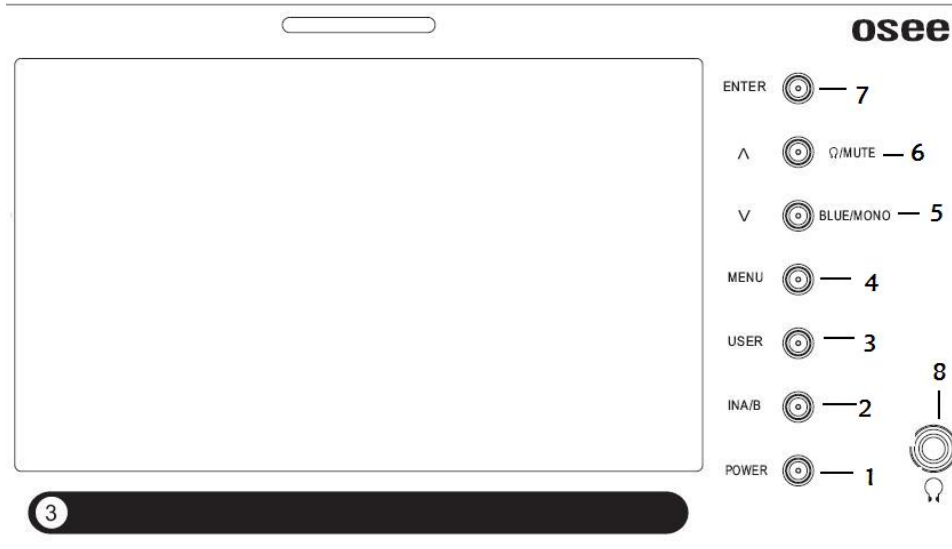 osee
ENTER 7
∧ Ω/MUTE 6
∨ BLUE/MONO 5
MENU 4
USER 3
8
INA/B 2
POWER 1
3